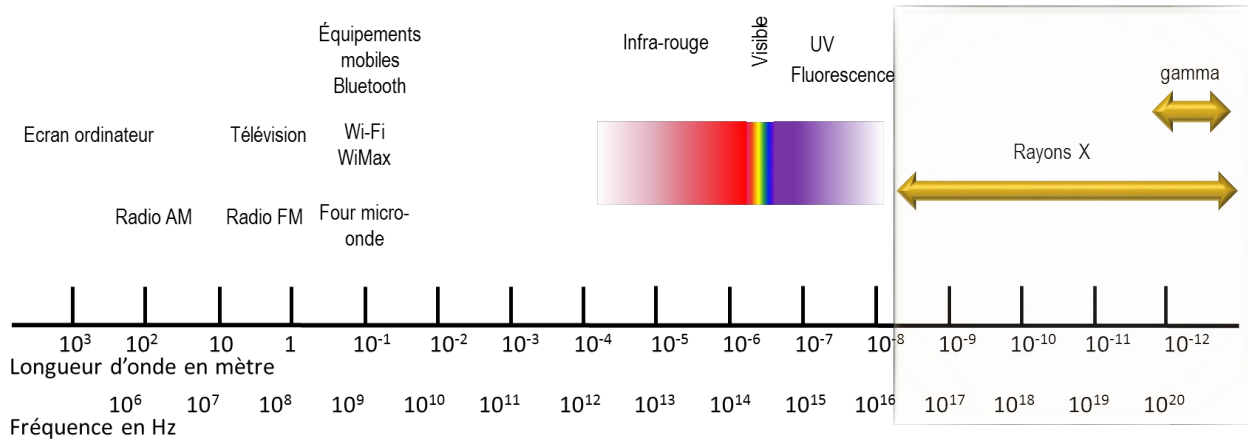 Équipements
mobiles
Bluetooth
Infra-rouge
Visible
UV
Fluorescence
gamma
Ecran ordinateur
Télévision
Wi-Fi
WiMax
Rayons X
Radio AM
Radio FM
Four micro-
onde
10³ 10² 10 1 10⁻¹ 10⁻² 10⁻³ 10⁻⁴ 10⁻⁵ 10⁻⁶ 10⁻⁷ 10⁻⁸ 10⁻⁹ 10⁻¹⁰ 10⁻¹¹ 10⁻¹²
Longueur d’onde en mètre
10⁶ 10⁷ 10⁸ 10⁹ 10¹⁰ 10¹¹ 10¹² 10¹³ 10¹⁴ 10¹⁵ 10¹⁶ 10¹⁷ 10¹⁸ 10¹⁹ 10²⁰
Fréquence en Hz